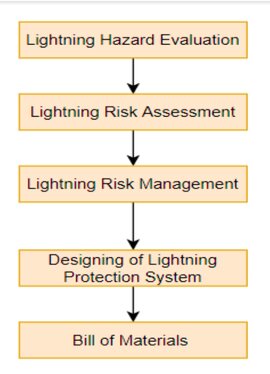 Lightning Hazard Evaluation
Lightning Risk Assessment
Lightning Risk Management
Designing of Lightning
Protection System
Bill of Materials